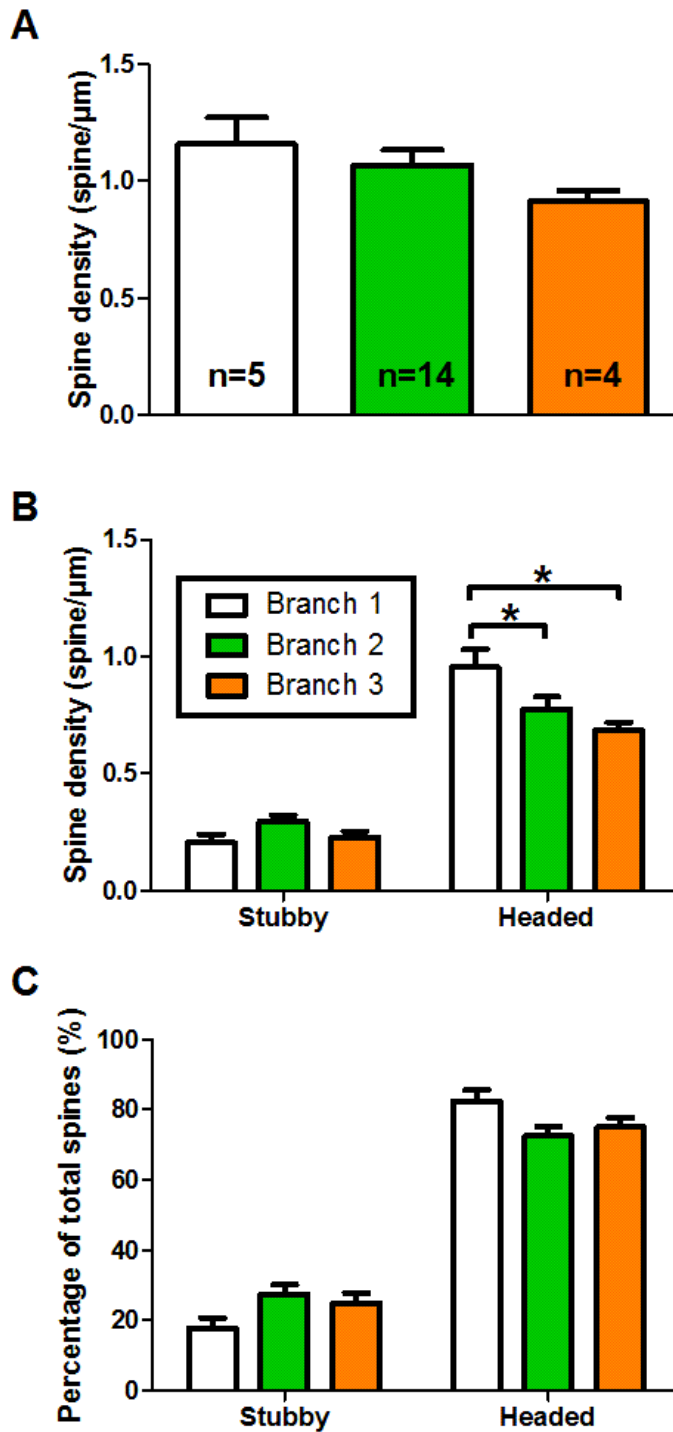 A
Spine density (spine/µm)
1.5
1.0
0.5
0.0
n=5 n=14 n=4
B
Spine density (spine/µm)
1.5
1.0
0.5
0.0
Branch 1
Branch 2
Branch 3
*
*
Stubby Headed
C
Percentage of total spines (%)
100
80
60
40
20
0
Stubby Headed